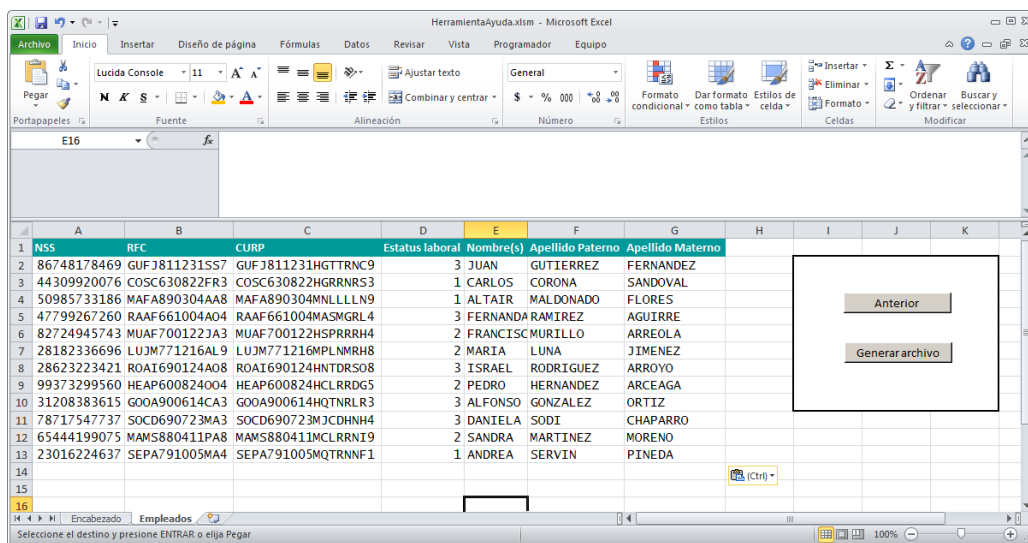 HerramientaAyuda.xlsm - Microsoft Excel
Archivo Inicio Insertar Diseño de página Fórmulas Datos Revisar Vista Programador Equipo
Pegar
Lucida Console 11
N K S
Ajustar texto
Combinar y centrar
General
$ % 000
Formato condicional
Dar formato como tabla
Estilos de celda
Insertar
Eliminar
Formato
Ordenar y filtrar
Buscar y seleccionar
Portapapeles Fuente Alineación Número Estilos Celdas Modificar
E16 fx
A B C D E F G H I J K
1 NSS RFC CURP Estatus laboral Nombre(s) Apellido Paterno Apellido Materno
2 86748178469 GUFJ811231SS7 GUFJ811231HGTTRNC9 3 JUAN GUTIERREZ FERNANDEZ
3 44309920076 COSC630822FR3 COSC630822HGRRNRS3 1 CARLOS CORONA SANDOVAL
4 50985733186 MAFA890304AA8 MAFA890304MNLLLLN9 1 ALTAIR MALDONADO FLORES
5 47799267260 RAAF661004A04 RAAF661004MASMGRL4 3 FERNANDA RAMIREZ AGUIRRE
6 82724945743 MUAF700122JA3 MUAF700122HSPRRRH4 2 FRANCISC MURILLO ARREOLA
7 28182336696 LUJM771216AL9 LUJM771216MPLNMRH8 2 MARIA LUNA JIMENEZ
8 28623223421 ROAI690124A08 ROAI690124HNTDRSO8 3 ISRAEL RODRIGUEZ ARROYO
9 99373299560 HEAP600824004 HEAP600824HCLRRDG5 2 PEDRO HERNANDEZ ARCEAGA
10 31208383615 GOOA900614CA3 GOOA900614HQTNRLR3 3 ALFONSO GONZALEZ ORTIZ
11 78717547737 SOCD690723MA3 SOCD690723MJCDHNH4 3 DANIELA SODI CHAPARRO
12 65444199075 MAMS880411PA8 MAMS880411MCLRRNI9 2 SANDRA MARTINEZ MORENO
13 23016224637 SEPA791005MA4 SEPA791005MQTRNNF1 1 ANDREA SERVIN PINEDA
14
15
16
Anterior
Generar archivo
(Ctrl)
Encabezado Empleados
Seleccione el destino y presione ENTRAR o elija Pegar 100%